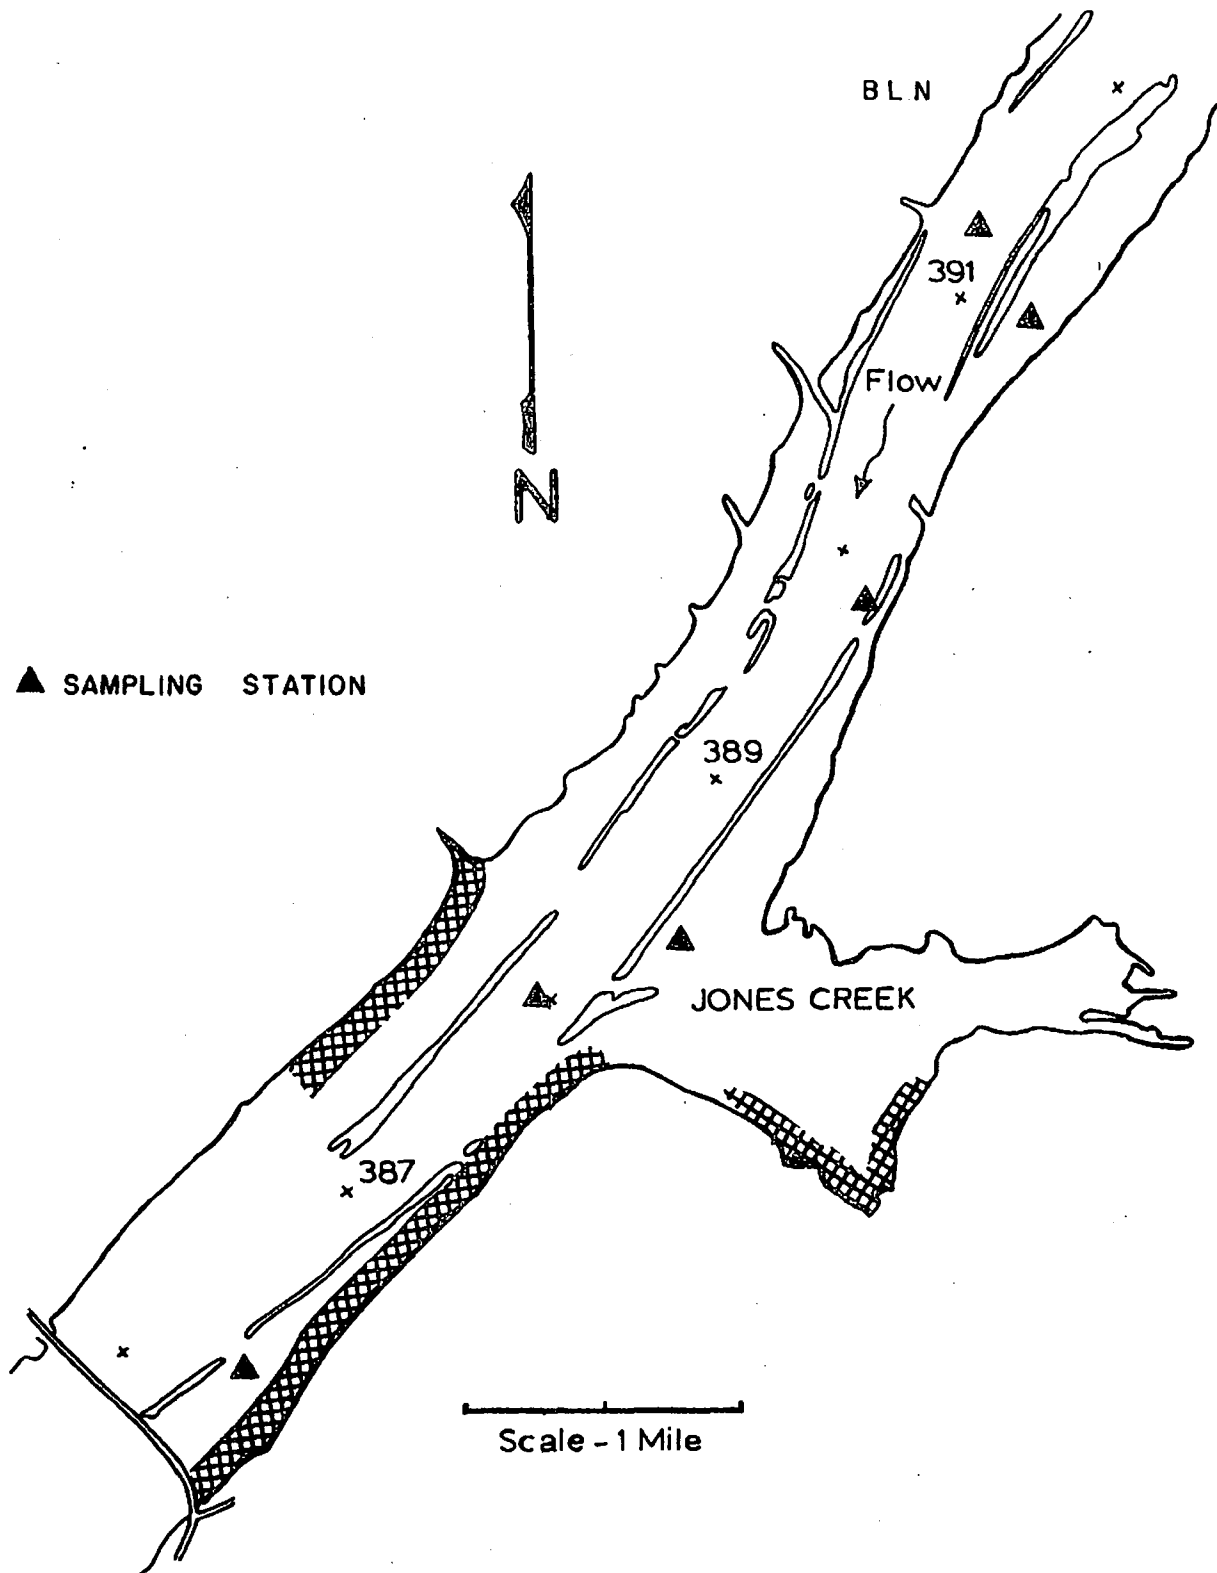 BLN
391
Flow
N
SAMPLING STATION
389
JONES CREEK
387
Scale - 1 Mile